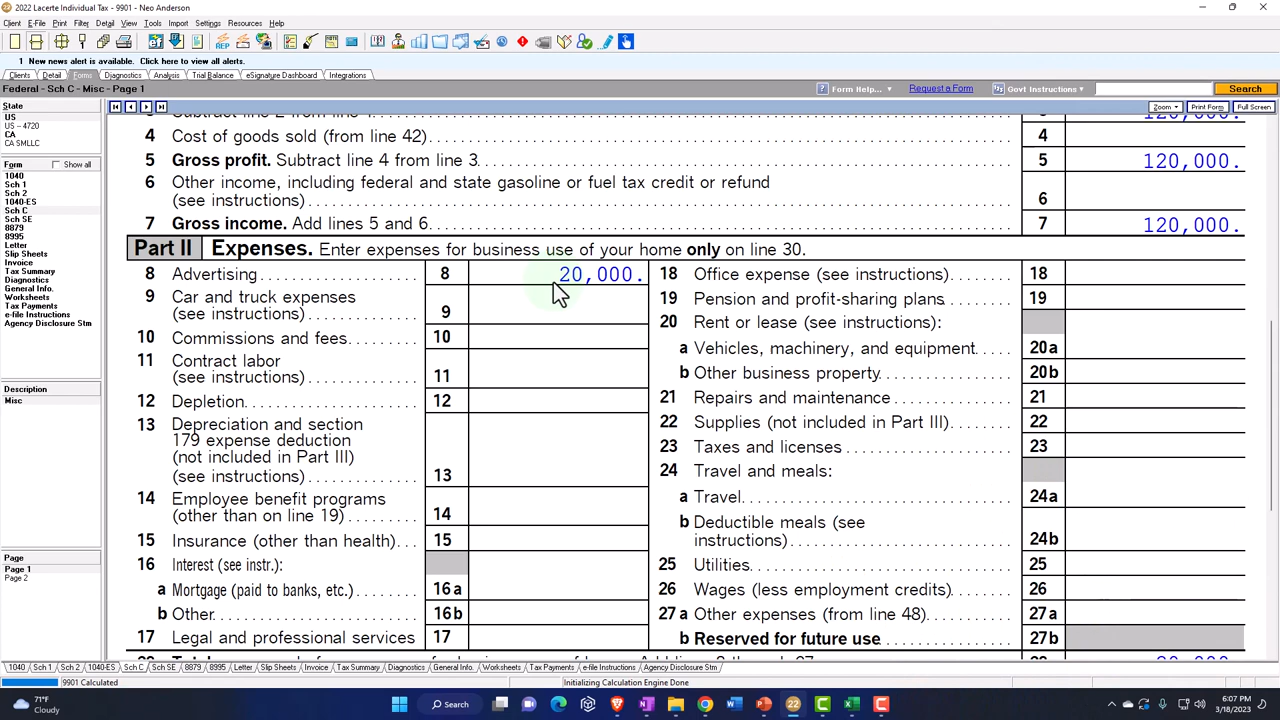 2022 Lacerte Individual Tax - 9901 - Neo Anderson
Client E-File Print Filter Detail View Tools Import Settings Resources Help
1 New news alert is available. Click here to view all alerts.
Clients Detail Forms Diagnostics Analysis Trial Balance eSignature Dashboard Integrations
Federal - Sch C - Misc - Page 1
Form Help... Request a Form Govt Instructions Search
Zoom Print Form Full Screen
State
US
US - 4720
CA
CA SMLLC
Form Show all
1040
Sch 1
Sch 2
1040-ES
Sch C
Sch SE
8879
8995
Letter
Slip Sheets
Invoice
Tax Summary
Diagnostics
General Info.
Worksheets
Tax Payments
e-file Instructions
Agency Disclosure Stm
Description
Misc
Page
Page 1
Page 2
4 Cost of goods sold (from line 42) 4
5 Gross profit. Subtract line 4 from line 3 5 120,000.
6 Other income, including federal and state gasoline or fuel tax credit or refund
(see instructions) 6
7 Gross income. Add lines 5 and 6 7 120,000.
Part II Expenses. Enter expenses for business use of your home only on line 30.
8 Advertising 8 20,000.
9 Car and truck expenses
(see instructions) 9
10 Commissions and fees 10
11 Contract labor
(see instructions) 11
12 Depletion 12
13 Depreciation and section
179 expense deduction
(not included in Part III)
(see instructions) 13
14 Employee benefit programs
(other than on line 19) 14
15 Insurance (other than health) 15
16 Interest (see instr.):
a Mortgage (paid to banks, etc.) 16a
b Other 16b
17 Legal and professional services 17
18 Office expense (see instructions) 18
19 Pension and profit-sharing plans 19
20 Rent or lease (see instructions):
a Vehicles, machinery, and equipment 20a
b Other business property 20b
21 Repairs and maintenance 21
22 Supplies (not included in Part III) 22
23 Taxes and licenses 23
24 Travel and meals:
a Travel 24a
b Deductible meals (see
instructions) 24b
25 Utilities 25
26 Wages (less employment credits) 26
27a Other expenses (from line 48) 27a
b Reserved for future use 27b
1040 Sch 1 Sch 2 1040-ES Sch C Sch SE 8879 8995 Letter Slip Sheets Invoice Tax Summary Diagnostics General Info. Worksheets Tax Payments e-file Instructions Agency Disclosure Stm
9901 Calculated Initializing Calculation Engine Done
71°F
Cloudy
Search
6:07 PM
3/18/2023